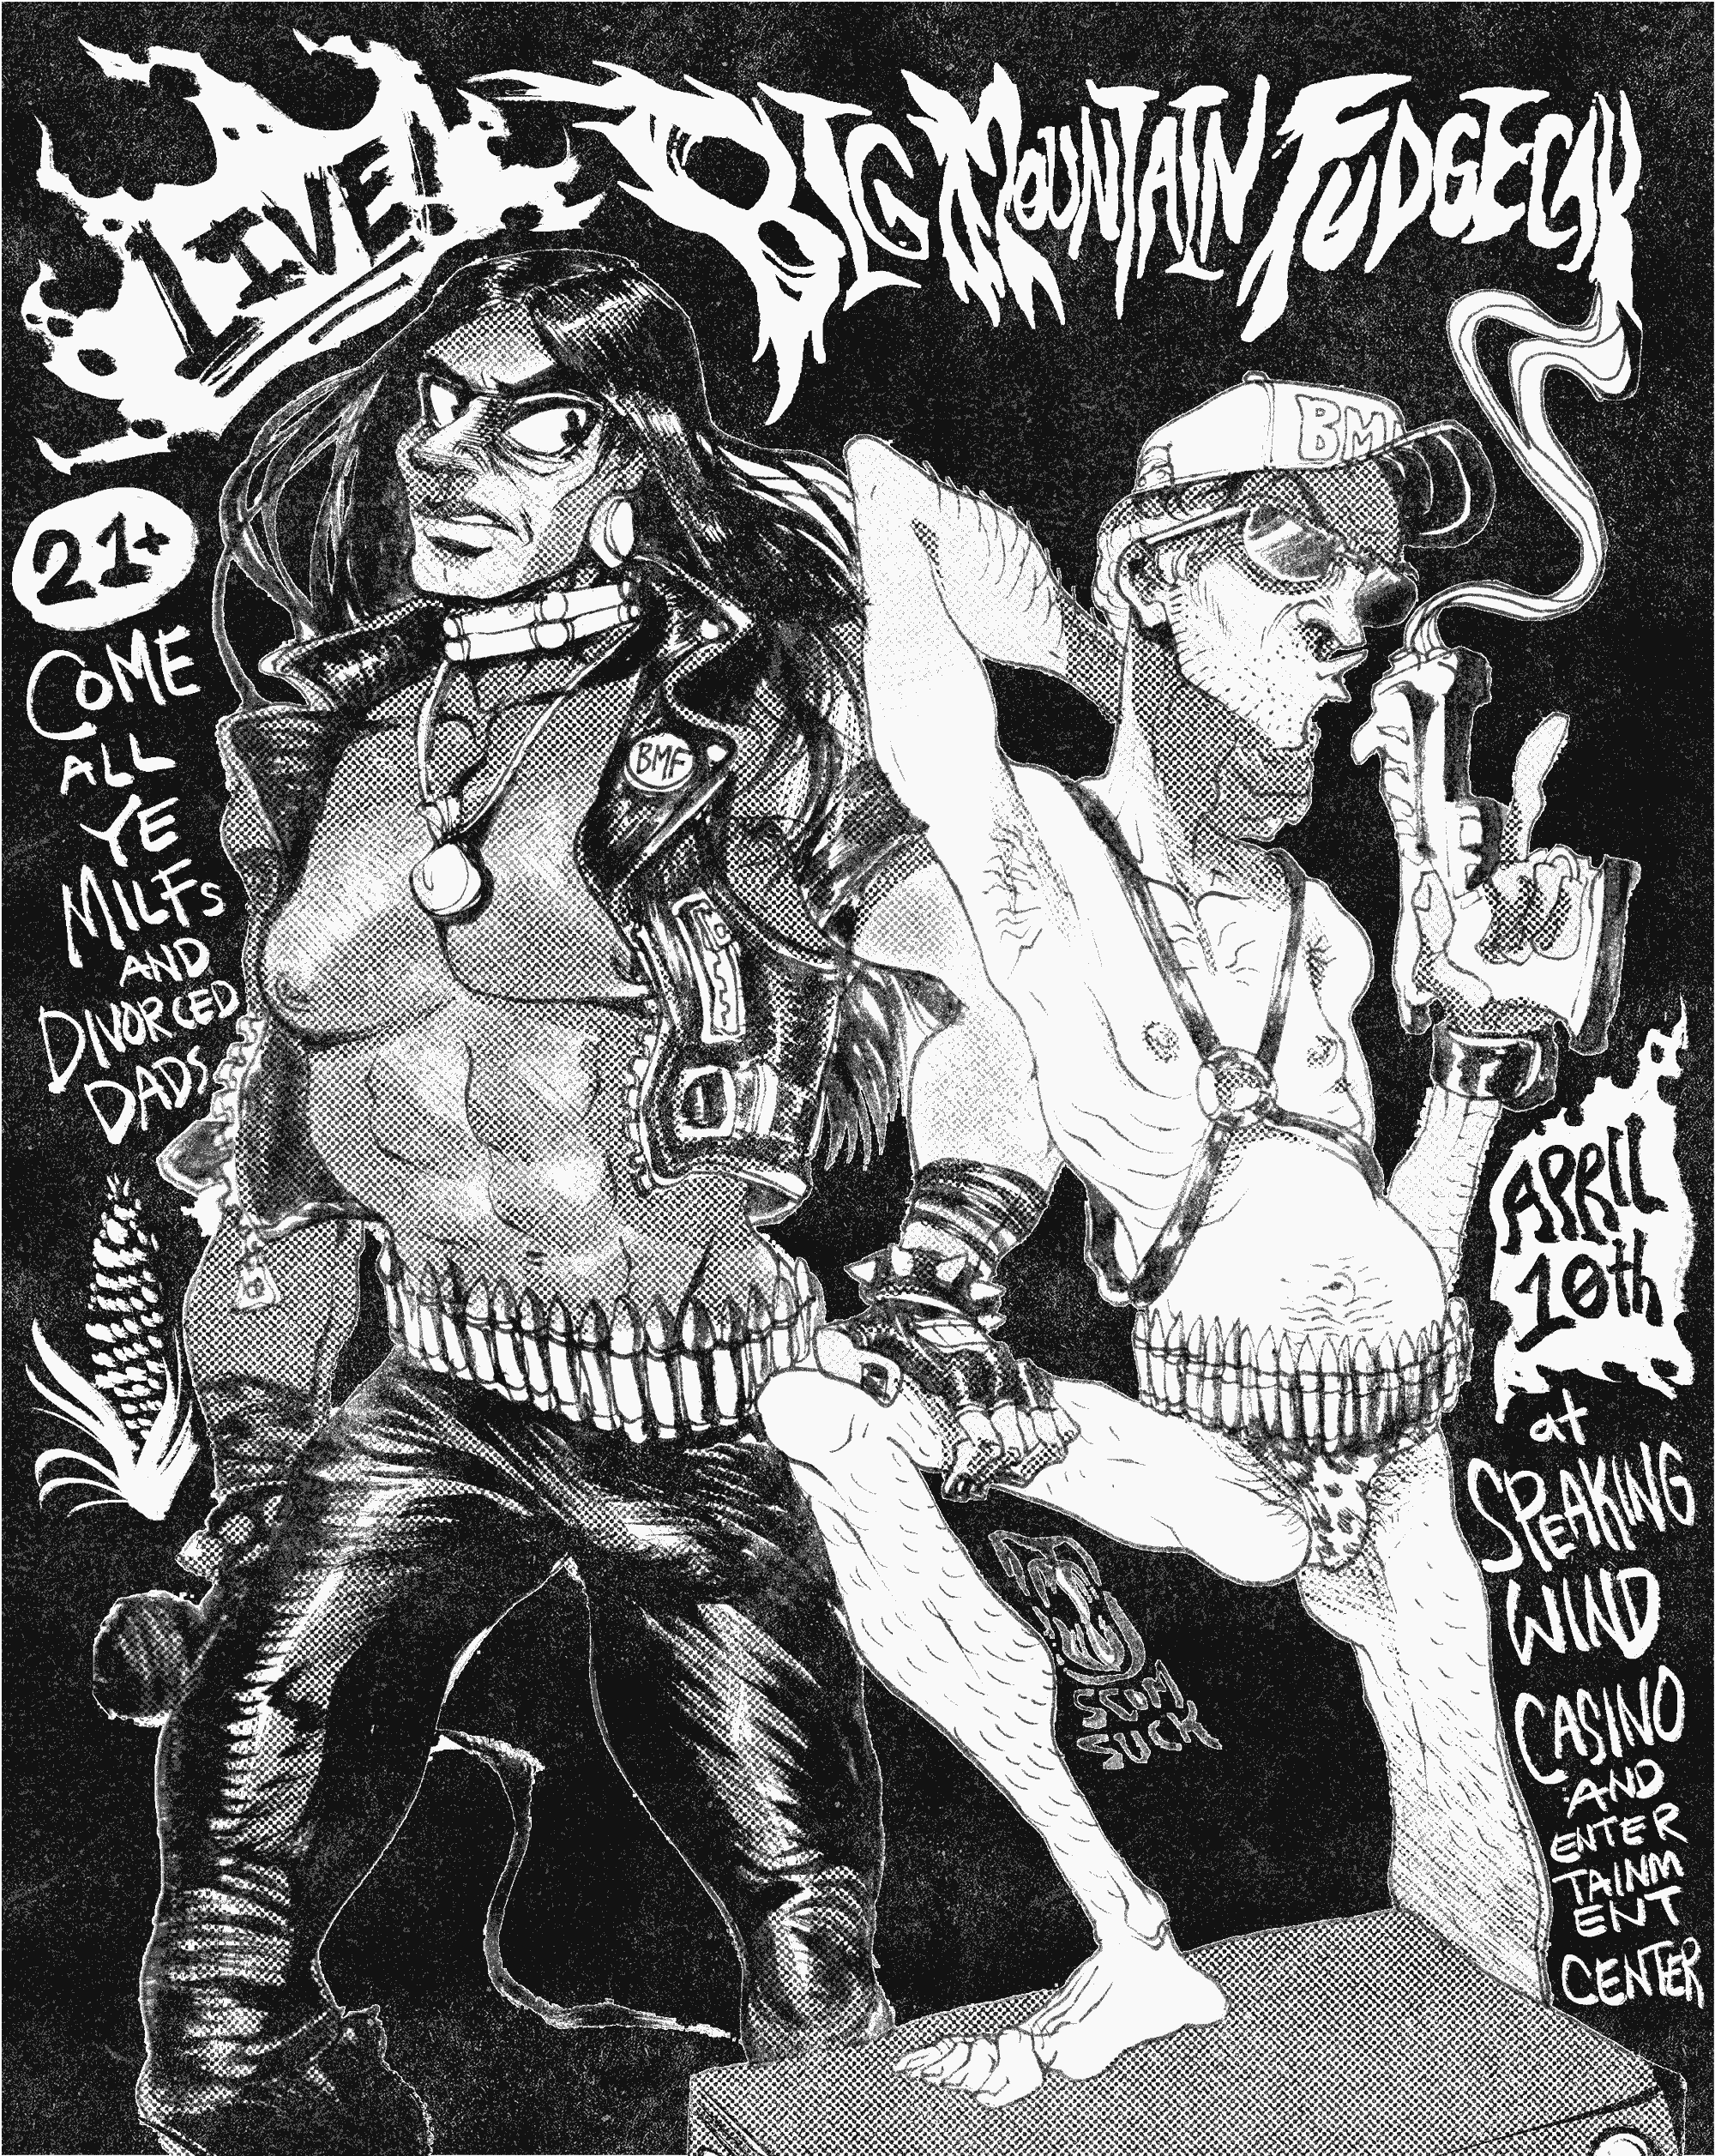 LIVE!
BIG MOUNTAIN FUDGECAK
21+
COME
ALL
YE
MILFS
AND
DIVORCED
DADS
BMF
BM
APRIL
10th
at
SPEAKING
WIND
CASINO
AND
ENTER
TAINM
ENT
CENTER
SCUM
SUCK